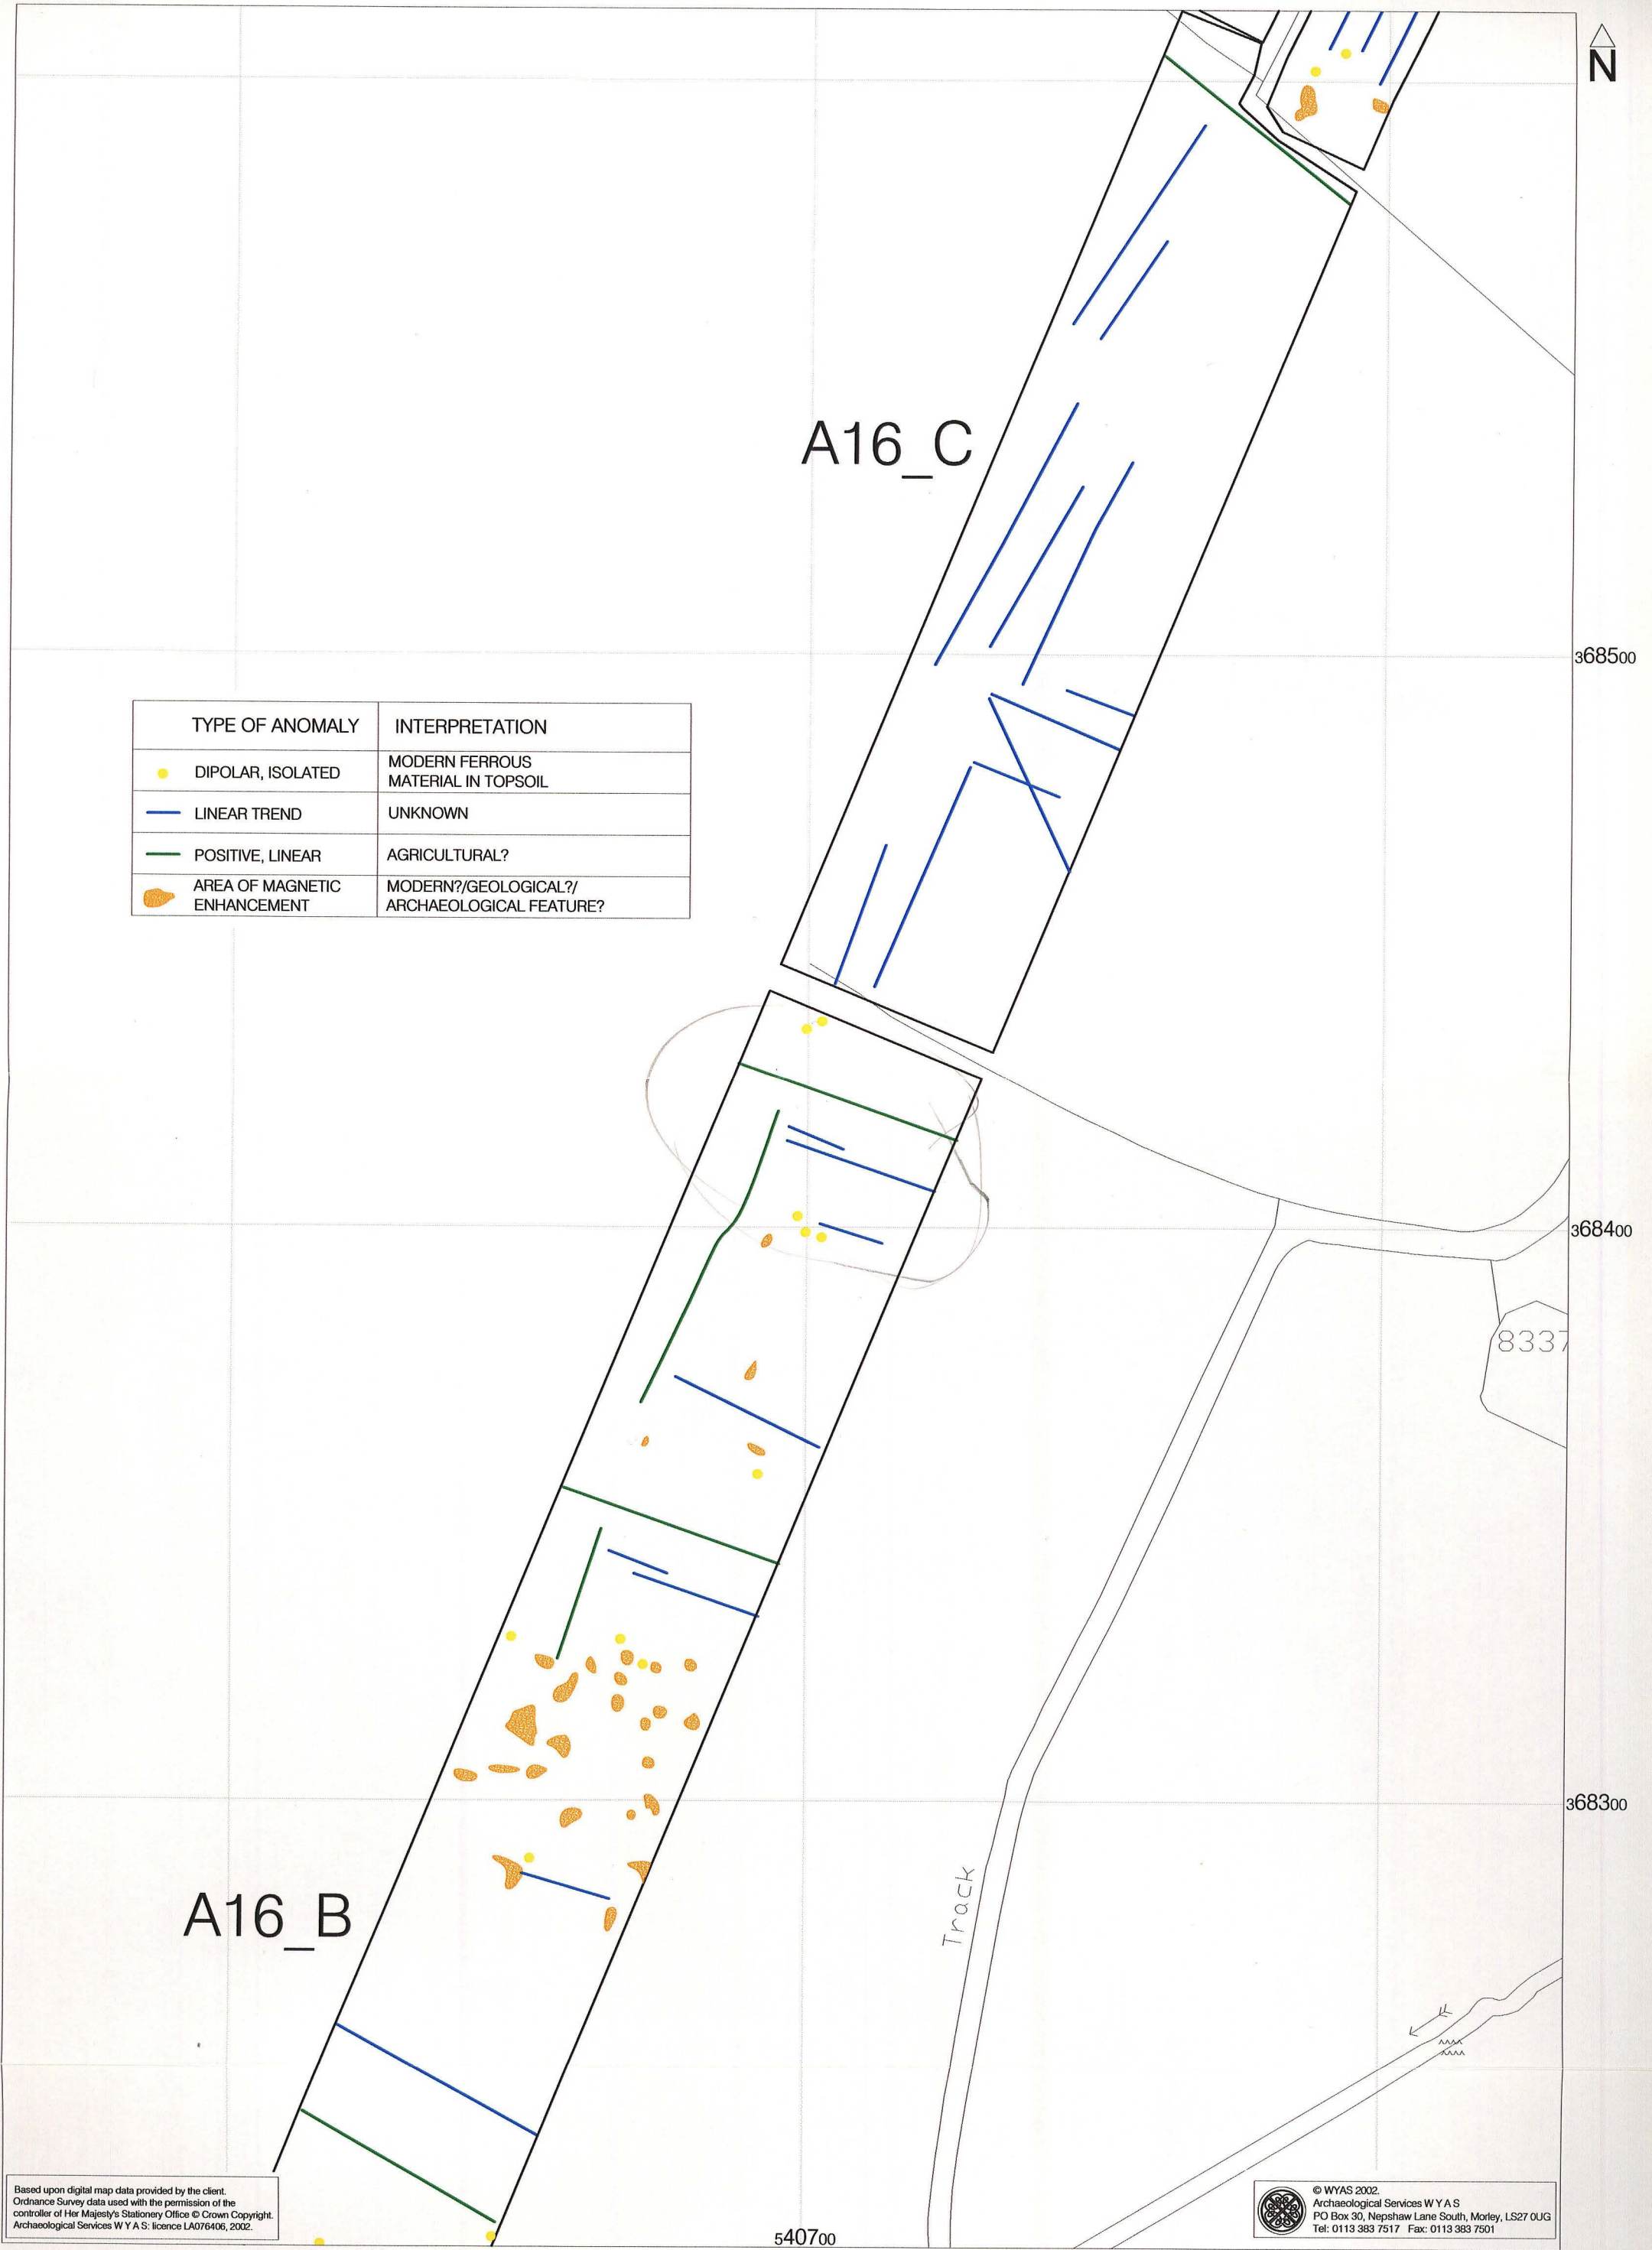 N
A16_C
368500
TYPE OF ANOMALY
INTERPRETATION
DIPOLAR, ISOLATED
MODERN FERROUS
MATERIAL IN TOPSOIL
LINEAR TREND
UNKNOWN
POSITIVE, LINEAR
AGRICULTURAL?
AREA OF MAGNETIC
ENHANCEMENT
MODERN?/GEOLOGICAL?/
ARCHAEOLOGICAL FEATURE?
368400
8337
368300
Track
A16_B
Based upon digital map data provided by the client.
Ordnance Survey data used with the permission of the
controller of Her Majesty's Stationery Office © Crown Copyright.
Archaeological Services W Y A S: licence LA076406, 2002.
540700
© WYAS 2002.
Archaeological Services W Y A S
PO Box 30, Nepshaw Lane South, Morley, LS27 0UG
Tel: 0113 383 7517 Fax: 0113 383 7501